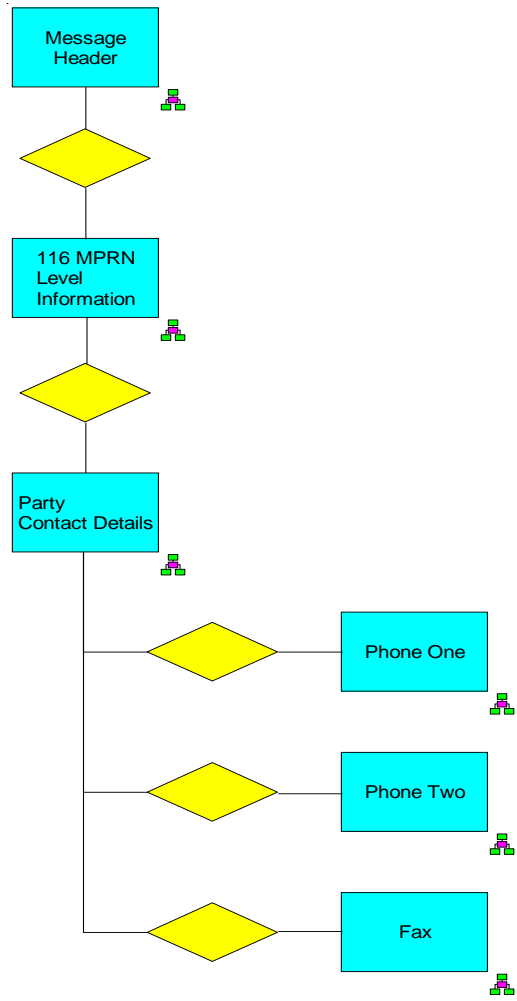 Message
Header
116 MPRN
Level
Information
Party
Contact Details
Phone One
Phone Two
Fax